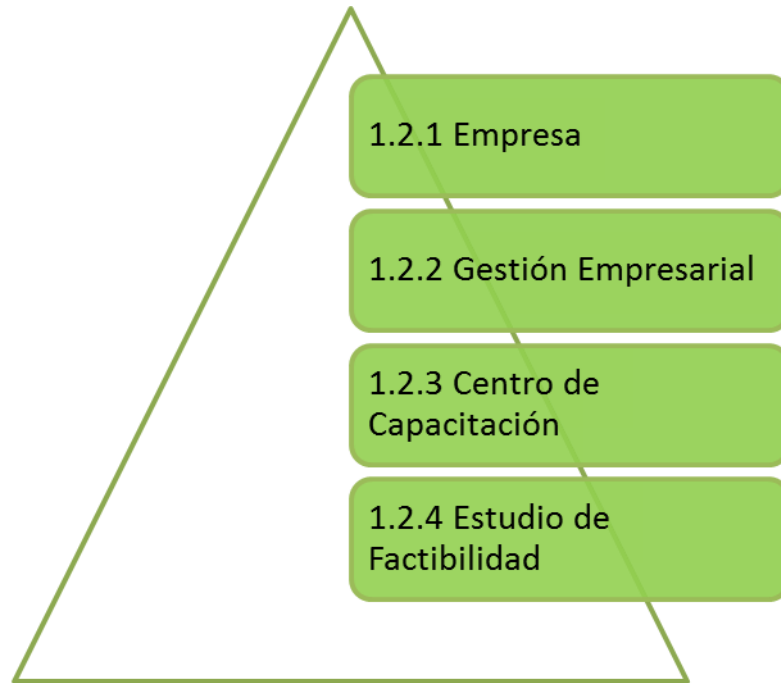 1.2.1 Empresa
1.2.2 Gestión Empresarial
1.2.3 Centro de
Capacitación
1.2.4 Estudio de
Factibilidad